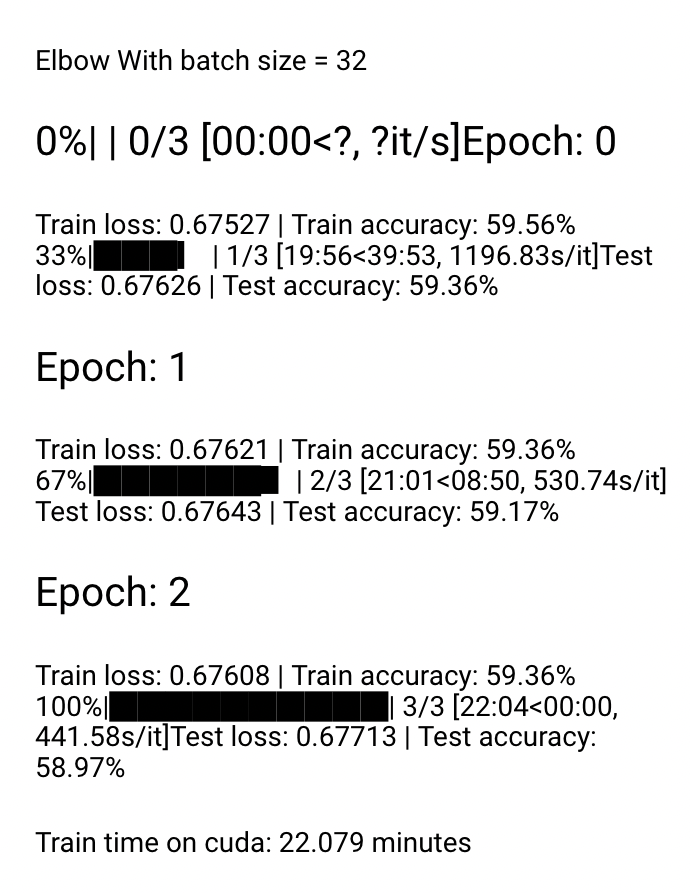 Elbow With batch size = 32
0%| | 0/3 [00:00<?, ?it/s]Epoch: 0
Train loss: 0.67527 | Train accuracy: 59.56%
33%|██████ | 1/3 [19:56<39:53, 1196.83s/it]Test
loss: 0.67626 | Test accuracy: 59.36%
Epoch: 1
Train loss: 0.67621 | Train accuracy: 59.36%
67%|████████████ | 2/3 [21:01<08:50, 530.74s/it]
Test loss: 0.67643 | Test accuracy: 59.17%
Epoch: 2
Train loss: 0.67608 | Train accuracy: 59.36%
100%|██████████████████| 3/3 [22:04<00:00,
441.58s/it]Test loss: 0.67713 | Test accuracy:
58.97%
Train time on cuda: 22.079 minutes